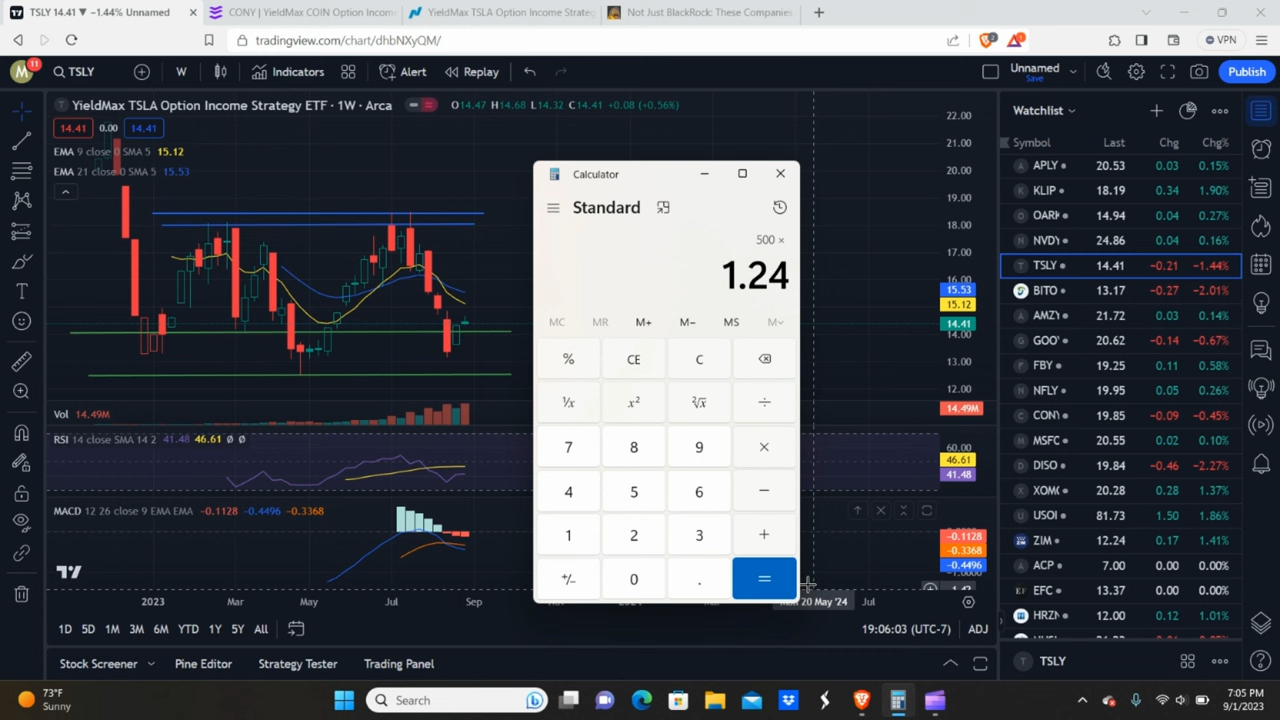 TSLY 14.41 ▼ −1.44% Unnamed
CONY | YieldMax COIN Option Income
YieldMax TSLA Option Income Strateg
Not Just BlackRock: These Companies
tradingview.com/chart/dhbNXyQM/
VPN
M 11
TSLY
W
Indicators
Alert
Replay
Unnamed
Save
Publish
YieldMax TSLA Option Income Strategy ETF · 1W · Arca
O14.47 H14.68 L14.32 C14.41 +0.08 (+0.56%)
14.41 0.00 14.41
EMA 9 close 0 SMA 5 15.12
EMA 21 close 0 SMA 5 15.53
22.00
21.00
20.00
19.00
18.00
17.00
16.00
15.53
15.12
14.41
14.00
13.00
12.00
Vol 14.49M
14.49M
RSI 14 close SMA 14 2 41.48 46.61 Ø Ø
60.00
46.61
41.48
MACD 12 26 close 9 EMA EMA −0.1128 −0.4496 −0.3368
−0.1128
−0.3368
−0.4496
−1.0000
2023 Mar May Jul Sep
Mon 20 May '24
Jul
1D 5D 1M 3M 6M YTD 1Y 5Y All
19:06:03 (UTC-7)
ADJ
Stock Screener
Pine Editor
Strategy Tester
Trading Panel
Calculator
Standard
500 ×
1.24
MC MR M+ M− MS M
% CE C
¹/x x² ²√x ÷
7 8 9 ×
4 5 6 −
1 2 3 +
+/− 0 . =
Watchlist
Symbol Last Chg Chg%
APLY 20.53 0.03 0.15%
KLIP 18.19 0.34 1.90%
OARK 14.94 0.04 0.27%
NVDY 24.86 0.04 0.16%
TSLY 14.41 −0.21 −1.44%
BITO 13.17 −0.27 −2.01%
AMZY 21.72 0.03 0.14%
GOO 20.62 −0.14 −0.67%
FBY 19.25 0.11 0.58%
NFLY 19.95 0.05 0.26%
CON 19.85 −0.09 −0.45%
MSFC 20.55 0.02 0.10%
DISO 19.84 −0.46 −2.27%
XOM 20.28 0.28 1.37%
USOI 81.23 1.50 1.86%
ZIM 12.24 0.17 1.41%
ACP 7.00 0.00 0.00%
EFC 13.37 0.00 0.00%
HRZN 12.00 0.12 1.01%
TSLY
73°F
Sunny
Search
7:05 PM
9/1/2023